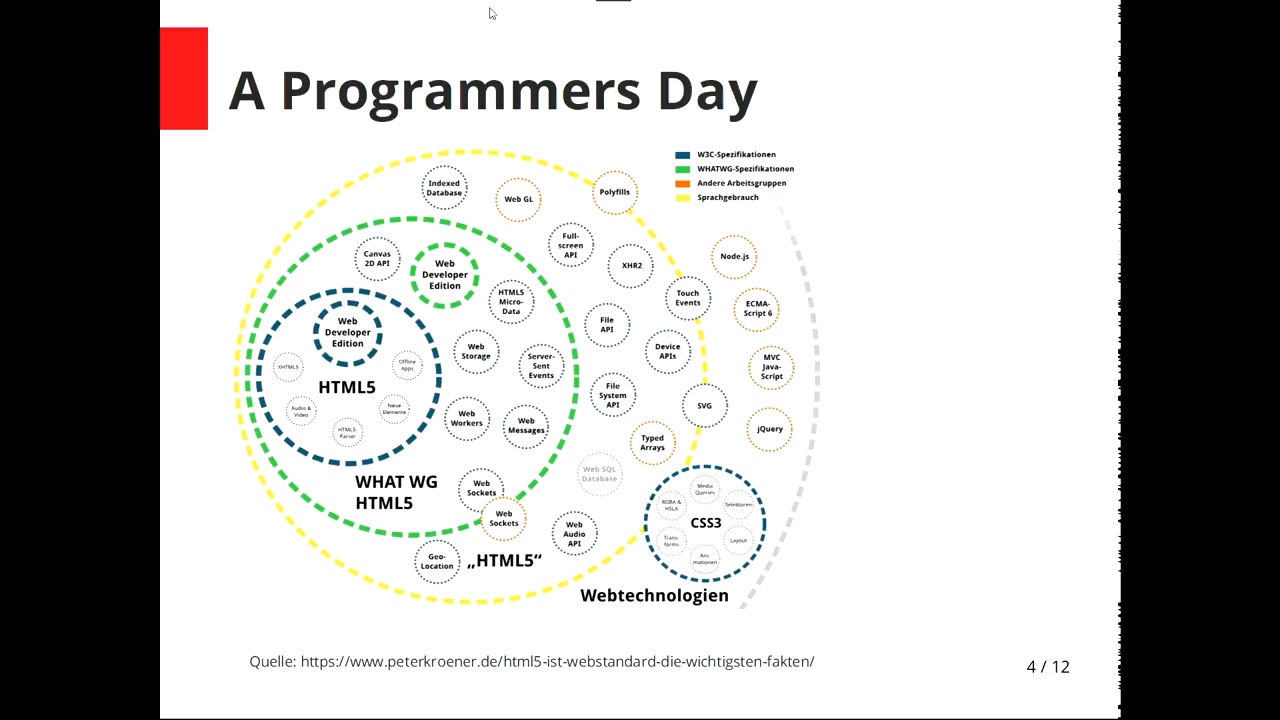 A Programmers Day
W3C-Spezifikationen
WHATWG-Spezifikationen
Andere Arbeitsgruppen
Sprachgebrauch
Indexed
Database
Web GL
Polyfills
Full-
screen
API
XHR2
Node.js
Canvas
2D API
Web
Developer
Edition
HTML5
Micro-
Data
Touch
Events
ECMA-
Script 6
Web
Developer
Edition
File
API
Web
Storage
Server-
Sent
Events
Device
APIs
MVC
Java-
Script
XHTML5
Offline
Apps
HTML5
File
System
API
SVG
Audio &
Video
Neue
Elemente
HTML5-
Parser
Web
Workers
Web
Messages
Typed
Arrays
jQuery
WHAT WG
HTML5
Web
Sockets
Web SQL
Database
Web
Sockets
Web
Audio
API
Geo-
Location
„HTML5“
Media
Queries
RGBA &
HSLA
Selektoren
CSS3
Trans-
forms
Layout
Ani-
mationen
Webtechnologien
Quelle: https://www.peterkroener.de/html5-ist-webstandard-die-wichtigsten-fakten/
4 / 12